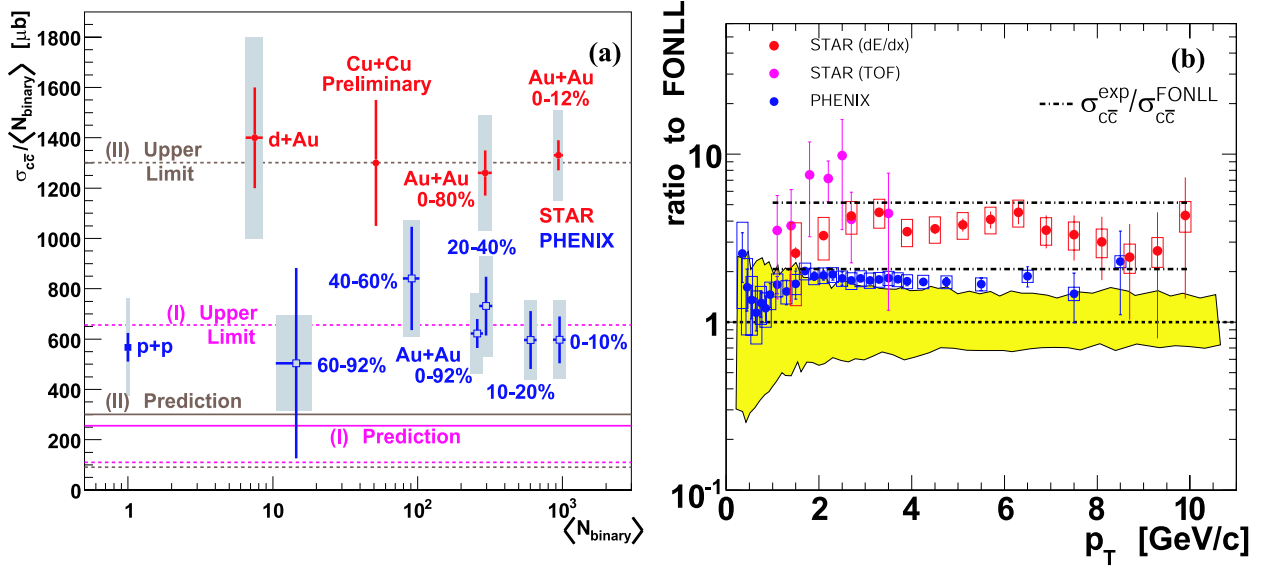 σcc̄/⟨Nbinary⟩ [μb]
1800
1600
1400
1200
1000
800
600
400
200
0
(a)
Cu+Cu
Preliminary
Au+Au
0-12%
d+Au
(II) Upper
Limit
Au+Au
0-80%
STAR
PHENIX
20-40%
40-60%
(I) Upper
Limit
p+p
60-92%
Au+Au
0-92%
0-10%
10-20%
(II) Prediction
(I) Prediction
1
10
10²
10³
⟨Nbinary⟩
ratio to FONLL
(b)
STAR (dE/dx)
STAR (TOF)
PHENIX
σcc̄^exp/σcc̄^FONLL
10
1
10⁻¹
0
2
4
6
8
10
pT [GeV/c]